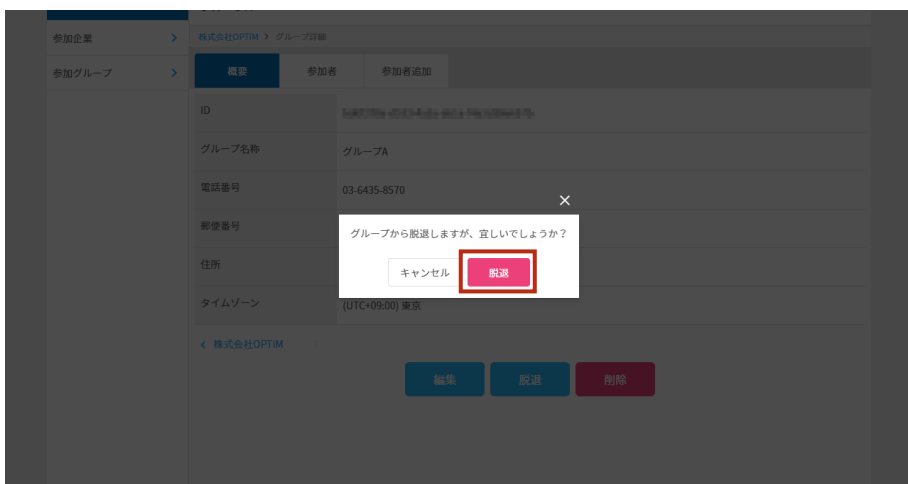 参加企業
参加グループ
株式会社OPTIM > グループ詳細
概要 参加者 参加者追加
ID
グループ名称 グループA
電話番号 03-6435-8570
郵便番号
住所
タイムゾーン (UTC+09:00) 東京
グループから脱退しますが、宜しいでしょうか？
キャンセル 脱退
株式会社OPTIM
編集 脱退 削除